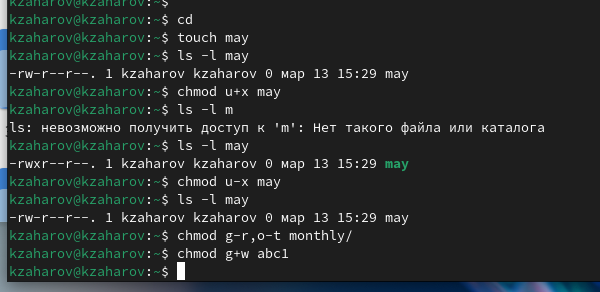 kzaharov@kzaharov:~$
kzaharov@kzaharov:~$ cd
kzaharov@kzaharov:~$ touch may
kzaharov@kzaharov:~$ ls -l may
-rw-r--r--. 1 kzaharov kzaharov 0 мар 13 15:29 may
kzaharov@kzaharov:~$ chmod u+x may
kzaharov@kzaharov:~$ ls -l m
ls: невозможно получить доступ к 'm': Нет такого файла или каталога
kzaharov@kzaharov:~$ ls -l may
-rwxr--r--. 1 kzaharov kzaharov 0 мар 13 15:29 may
kzaharov@kzaharov:~$ chmod u-x may
kzaharov@kzaharov:~$ ls -l may
-rw-r--r--. 1 kzaharov kzaharov 0 мар 13 15:29 may
kzaharov@kzaharov:~$ chmod g-r,o-t monthly/
kzaharov@kzaharov:~$ chmod g+w abc1
kzaharov@kzaharov:~$